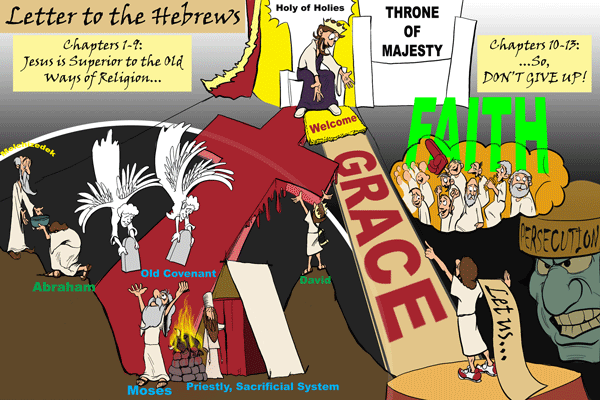 Letter to the Hebrews
Chapters 1-9:
Jesus is Superior to the Old
Ways of Religion...
Holy of Holies
THRONE
OF
MAJESTY
Chapters 10-13:
...So,
DON'T GIVE UP!
Welcome
GRACE
FAITH
PERSECUTION
Melchizedek
Abraham
Old Covenant
David
Let us...
Moses
Priestly, Sacrificial System